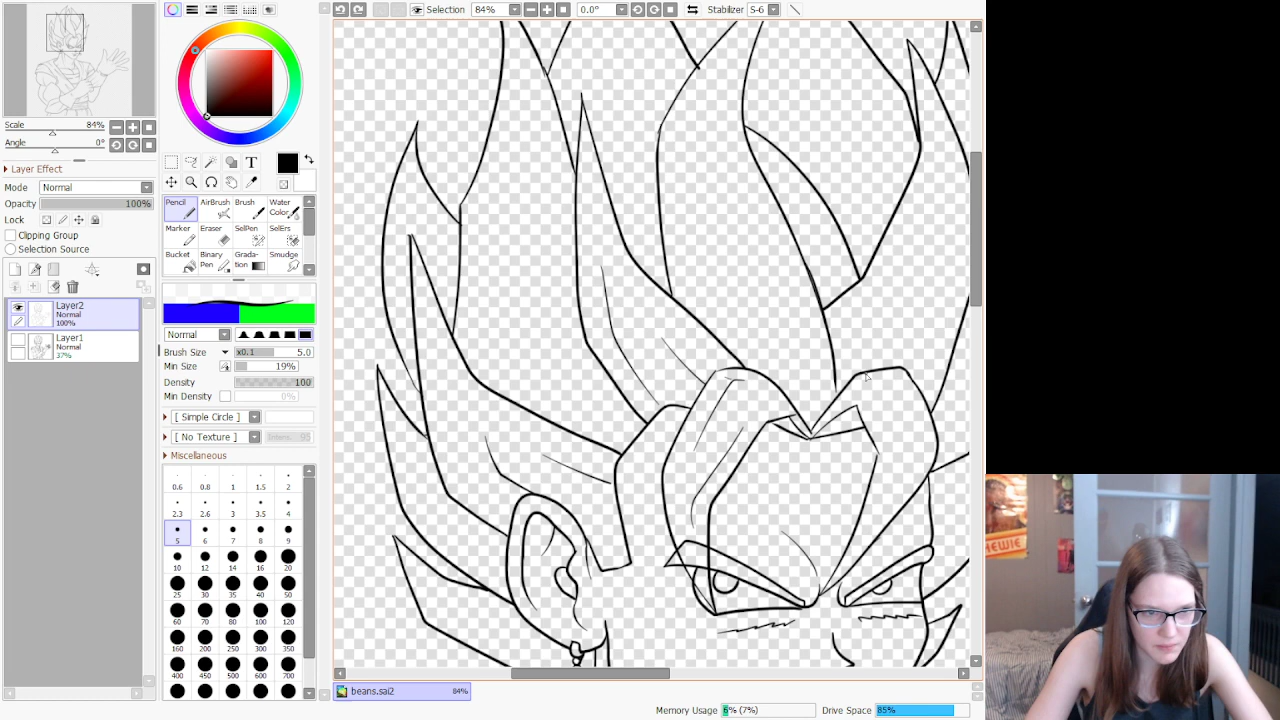 Selection 84% 0.0° Stabilizer S-6
Scale 84%
Angle 0°
Layer Effect
Mode Normal
Opacity 100%
Lock
Clipping Group
Selection Source
Layer2
Normal
100%
Layer1
Normal
37%
T
Pencil AirBrush Brush Water Color
Marker Eraser SelPen SelErs
Bucket Binary Pen Grada-tion Smudge
Normal
Brush Size x0.1 5.0
Min Size 19%
Density 100
Min Density 0%
[ Simple Circle ]
[ No Texture ] 95
Miscellaneous
0.6 0.8 1 1.5 2
2.3 2.6 3 3.5 4
5 6 7 8 9
10 12 14 16 20
25 30 35 40 50
60 70 80 100 120
160 200 250 300 350
400 450 500 600 700
beans.sai2 84%
Memory Usage 6% (7%) Drive Space 85%
HEWIE